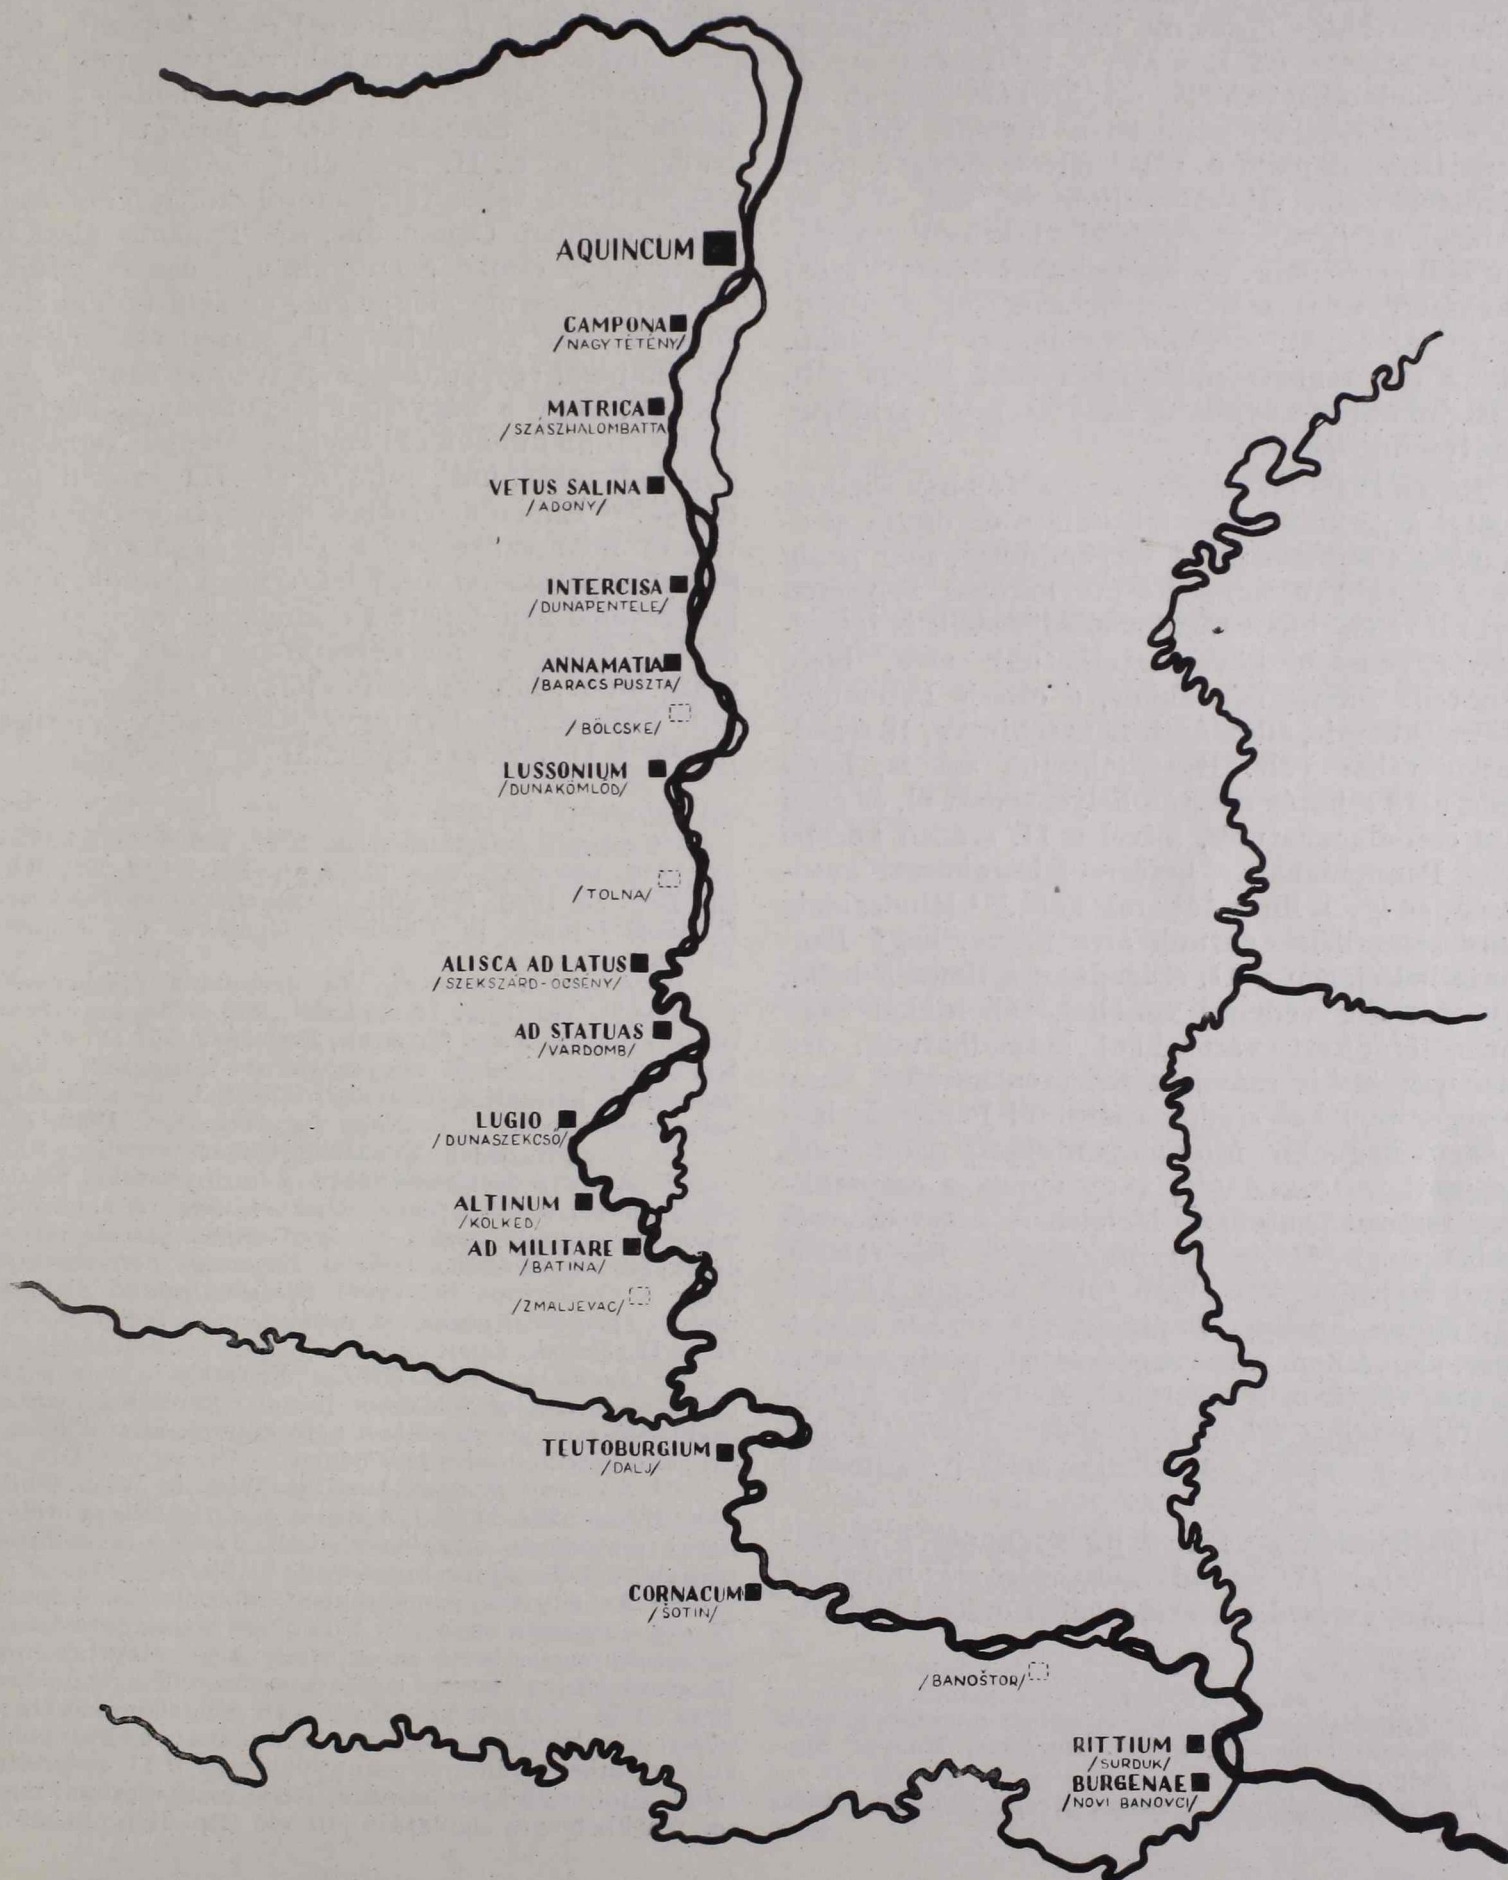 AQUINCUM
CAMPONA
/NAGYTÉTÉNY/
MATRICA
/SZÁSZHALOMBATTA
VETUS SALINA
/ADONY/
INTERCISA
/DUNAPENTELE/
ANNAMATIA
/BARACS PUSZTA/
/BÖLCSKE/
LUSSONIUM
/DUNAKÖMLŐD/
/TOLNA/
ALISCA AD LATUS
/SZEKSZÁRD-ŐCSÉNY/
AD STATUAS
/VÁRDOMB/
LUGIO
/DUNASZEKCSŐ/
ALTINUM
/KÖLKED/
AD MILITARE
/BATINA/
/ZMALJEVAC/
TEUTOBURGIUM
/DALJ/
CORNACUM
/ŠOTIN/
/BANOŠTOR/
RITTIUM
/SURDUK/
BURGENAE
/NOVI BANOVCI/